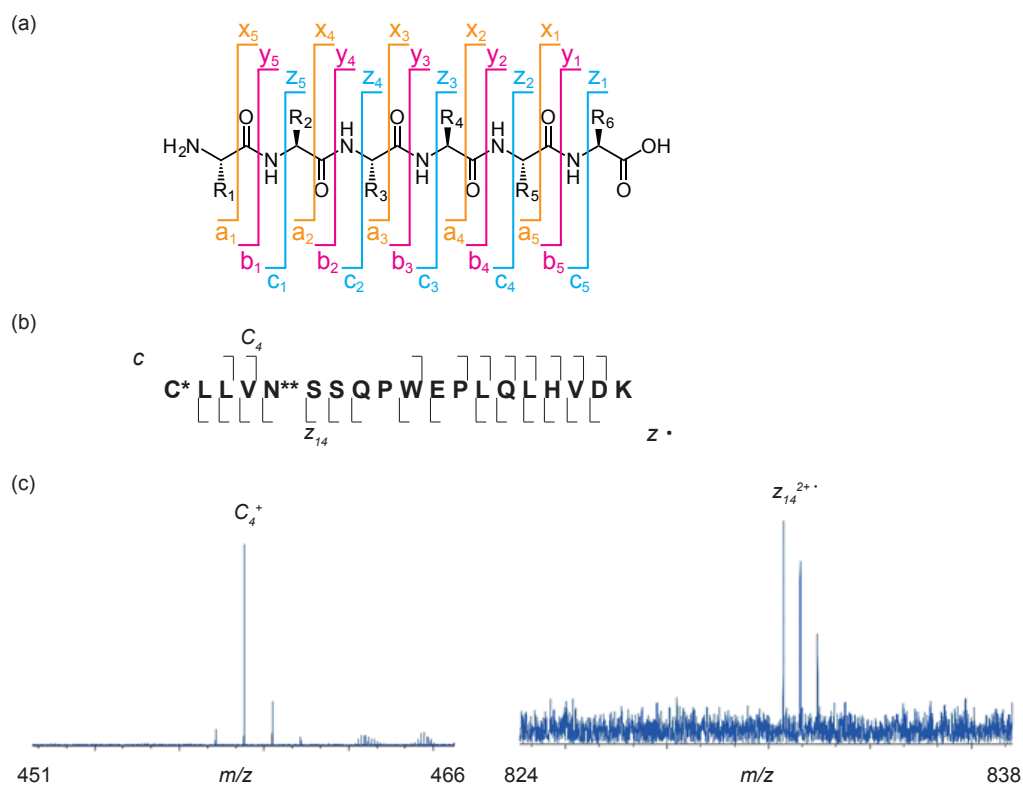 (a)
x5 x4 x3 x2 x1
y5 y4 y3 y2 y1
z5 z4 z3 z2 z1
O R2 H N O R4 H N O R6
H2N N H N H N H OH
R1 O R3 O R5 O
a1 a2 a3 a4 a5
b1 b2 b3 b4 b5
c1 c2 c3 c4 c5
(b)
C4
c
C* L L V N** S S Q P W E P L Q L H V D K
z14
z •
(c)
C4+ z14 2+ •
451 m/z 466 824 m/z 838